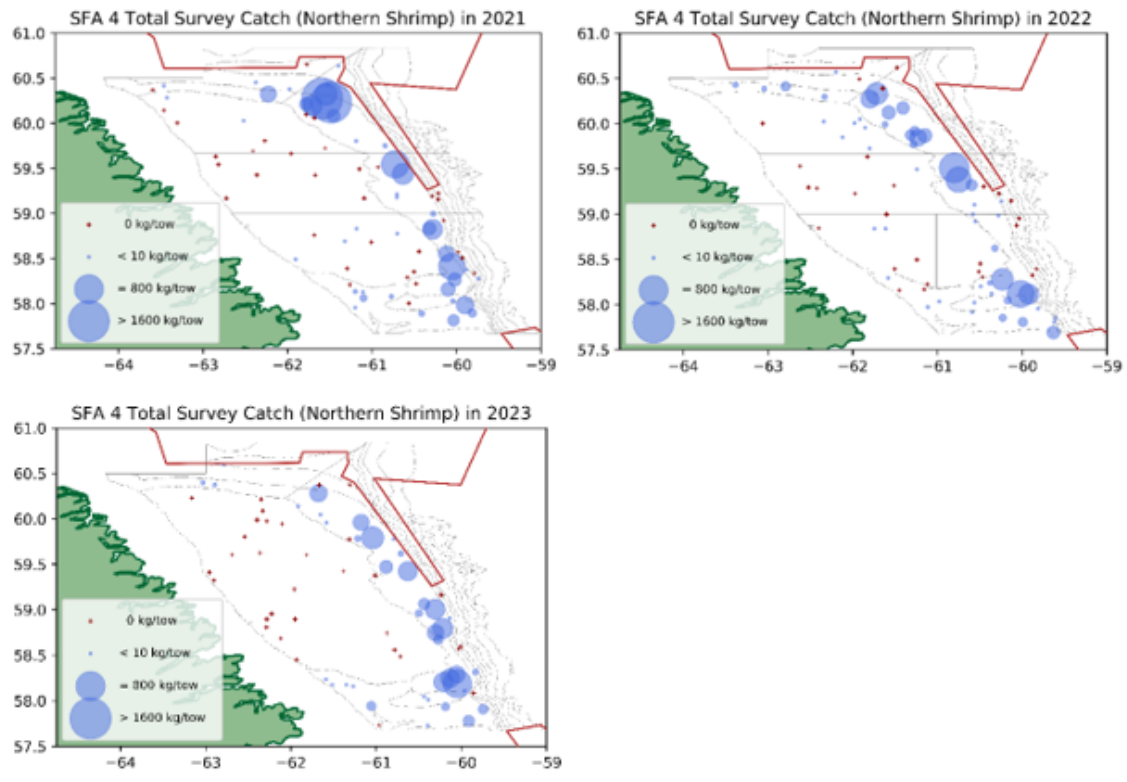 SFA 4 Total Survey Catch (Northern Shrimp) in 2021
61.0
60.5
60.0
59.5
59.0
58.5
58.0
57.5
0 kg/tow
< 10 kg/tow
= 800 kg/tow
> 1600 kg/tow
−64 −63 −62 −61 −60 −59
SFA 4 Total Survey Catch (Northern Shrimp) in 2022
61.0
60.5
60.0
59.5
59.0
58.5
58.0
57.5
0 kg/tow
< 10 kg/tow
= 800 kg/tow
> 1600 kg/tow
−64 −63 −62 −61 −60 −59
SFA 4 Total Survey Catch (Northern Shrimp) in 2023
61.0
60.5
60.0
59.5
59.0
58.5
58.0
57.5
0 kg/tow
< 10 kg/tow
= 800 kg/tow
> 1600 kg/tow
−64 −63 −62 −61 −60 −59